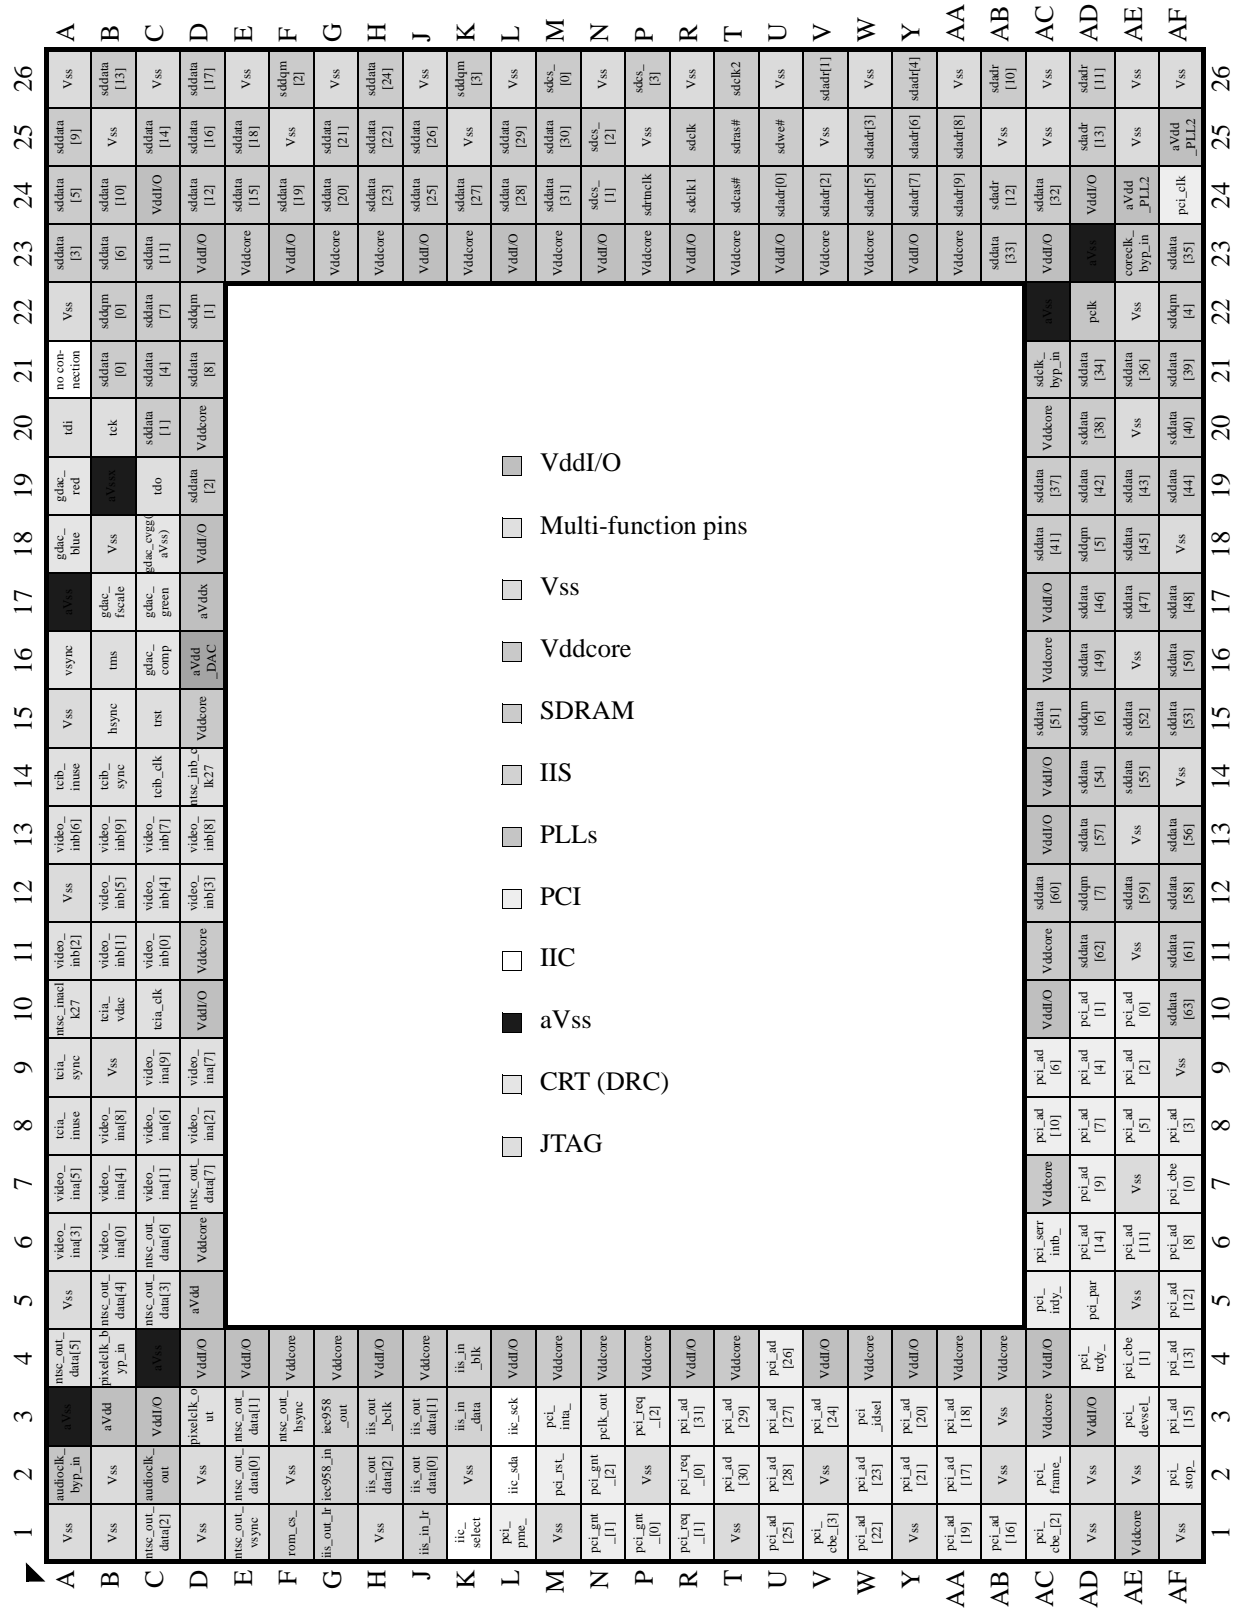 A B C D E F G H J K L M N P R T U V W Y AA AB AC AD AE AF
26 Vss sddata [13] Vss sddata [17] Vss sddqm [2] Vss sddata [24] Vss sddqm [3] Vss sdcs_ [0] Vss sdcs_ [3] Vss sdclk2 Vss sdadr[1] Vss sdadr[4] Vss sdadr [10] Vss sdadr [11] Vss Vss 26
25 sddata [9] Vss sddata [14] sddata [16] sddata [18] Vss sddata [21] sddata [22] sddata [26] Vss sddata [29] sddata [30] sdcs_ [2] Vss sdclk sdras# sdwe# Vss sdadr[3] sdadr[6] sdadr[8] Vss Vss sdadr [13] Vss aVdd _PLL2 25
24 sddata [5] sddata [10] VddI/O sddata [12] sddata [15] sddata [19] sddata [20] sddata [23] sddata [25] sddata [27] sddata [28] sddata [31] sdcs_ [1] sdrnclk sdclk1 sdcas# sdadr[0] sdadr[2] sdadr[5] sdadr[7] sdadr[9] sdadr [12] sddata [32] VddI/O aVdd _PLL2 pci_clk 24
23 sddata [3] sddata [6] sddata [11] VddI/O Vddcore VddI/O Vddcore Vddcore VddI/O Vddcore VddI/O Vddcore VddI/O Vddcore VddI/O Vddcore VddI/O Vddcore Vddcore VddI/O Vddcore sddata [33] VddI/O aVss coreclk_ byp_in sddata [35] 23
22 Vss sddqm [0] sddata [7] sddqm [1] aVss pclk Vss sddqm [4] 22
21 no con- nection sddata [0] sddata [4] sddata [8] sdclk_ byp_in sddata [34] sddata [36] sddata [39] 21
20 tdi tck sddata [1] Vddcore Vddcore sddata [38] Vss sddata [40] 20
19 gdac_ red aVssx tdo sddata [2] sddata [37] sddata [42] sddata [43] sddata [44] 19
18 gdac_ blue Vss gdac_cvgg( aVss) VddI/O sddata [41] sddqm [5] sddata [45] Vss 18
17 aVss gdac_ fscale gdac_ green aVddx VddI/O sddata [46] sddata [47] sddata [48] 17
16 vsync tms gdac_ comp aVdd _DAC Vddcore sddata [49] Vss sddata [50] 16
15 Vss hsync trst Vddcore sddata [51] sddqm [6] sddata [52] sddata [53] 15
14 tcib_ inuse tcib_ sync tcib_clk ntsc_inb_c lk27 VddI/O sddata [54] sddata [55] Vss 14
13 video_ inb[6] video_ inb[9] video_ inb[7] video_ inb[8] VddI/O sddata [57] Vss sddata [56] 13
12 Vss video_ inb[5] video_ inb[4] video_ inb[3] sddata [60] sddqm [7] sddata [59] sddata [58] 12
11 video_ inb[2] video_ inb[1] video_ inb[0] Vddcore Vddcore sddata [62] Vss sddata [61] 11
10 ntsc_inacl k27 tcia_ vdac tcia_clk VddI/O VddI/O pci_ad [1] pci_ad [0] sddata [63] 10
9 tcia_ sync Vss video_ ina[9] video_ ina[7] pci_ad [6] pci_ad [4] pci_ad [2] Vss 9
8 tcia_ inuse video_ ina[8] video_ ina[6] video_ ina[2] pci_ad [10] pci_ad [7] pci_ad [5] pci_ad [3] 8
7 video_ ina[5] video_ ina[4] video_ ina[1] ntsc_out_ data[7] Vddcore pci_ad [9] Vss pci_cbe [0] 7
6 video_ ina[3] video_ ina[0] ntsc_out_ data[6] Vddcore pci_serr intb_ pci_ad [14] pci_ad [11] pci_ad [8] 6
5 Vss ntsc_out_ data[4] ntsc_out_ data[3] aVdd pci_ irdy_ pci_par Vss pci_ad [12] 5
4 ntsc_out_ data[5] pixelclk_b yp_in aVss VddI/O VddI/O Vddcore Vddcore VddI/O Vddcore iis_in _blk VddI/O Vddcore Vddcore Vddcore VddI/O Vddcore pci_ad [26] VddI/O Vddcore VddI/O Vddcore Vddcore VddI/O pci_ trdy_ pci_cbe [1] pci_ad [13] 4
3 aVss aVdd VddI/O pixelclk_o ut ntsc_out_ data[1] ntsc_out_ hsync iec958 _out iis_out _bclk iis_out data[1] iis_in _data iic_sck pci_ inta_ pclk_out pci_req _[2] pci_ad [31] pci_ad [29] pci_ad [27] pci_ad [24] pci _idsel pci_ad [20] pci_ad [18] Vss Vddcore VddI/O pci_ devsel_ pci_ad [15] 3
2 audioclk_ byp_in Vss audioclk_ out Vss ntsc_out_ data[0] Vss iec958_in iis_out data[2] iis_out data[0] Vss iic_sda pci_rst_ pci_gnt _[2] Vss pci_req _[0] pci_ad [30] pci_ad [28] Vss pci_ad [23] pci_ad [21] pci_ad [17] Vss pci_ frame_ Vss Vss pci_ stop_ 2
1 Vss Vss ntsc_out_ data[2] Vss ntsc_out_ vsync rom_cs_ iis_out_lr Vss iis_in_lr iic_ select pci_ pme_ Vss pci_gnt _[1] pci_gnt _[0] pci_req _[1] Vss pci_ad [25] pci_ cbe_[3] pci_ad [22] Vss pci_ad [19] pci_ad [16] pci_ cbe_[2] Vss Vddcore Vss 1
A B C D E F G H J K L M N P R T U V W Y AA AB AC AD AE AF
VddI/O
Multi-function pins
Vss
Vddcore
SDRAM
IIS
PLLs
PCI
IIC
aVss
CRT (DRC)
JTAG